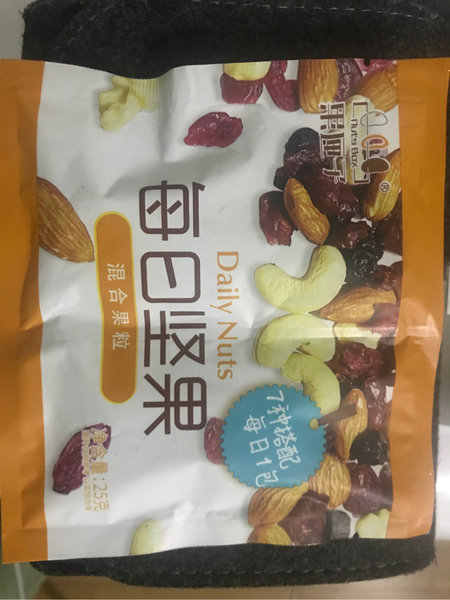 Nuts Box
果匣子
®
每日坚果
Daily Nuts
混合果粒
7种搭配
每日1包
净含量:25克